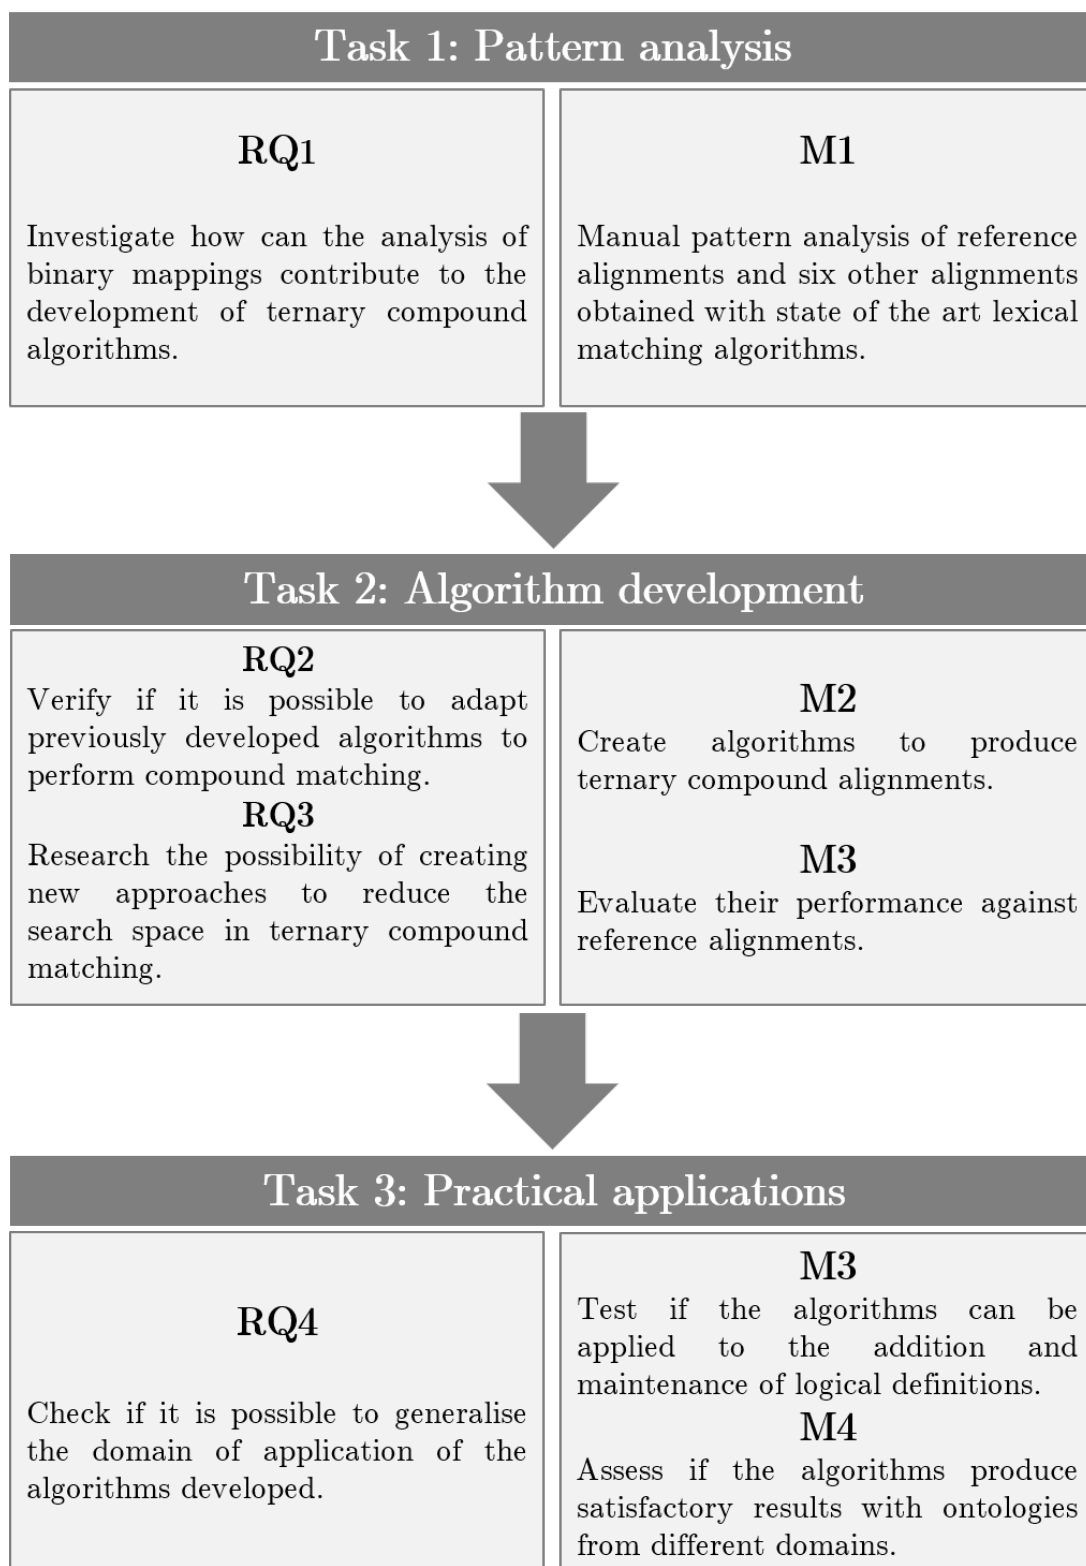 Task 1: Pattern analysis
RQ1
Investigate how can the analysis of
binary mappings contribute to the
development of ternary compound
algorithms.
M1
Manual pattern analysis of reference
alignments and six other alignments
obtained with state of the art lexical
matching algorithms.
Task 2: Algorithm development
RQ2
Verify if it is possible to adapt
previously developed algorithms to
perform compound matching.
RQ3
Research the possibility of creating
new approaches to reduce the
search space in ternary compound
matching.
M2
Create algorithms to produce
ternary compound alignments.
M3
Evaluate their performance against
reference alignments.
Task 3: Practical applications
RQ4
Check if it is possible to generalise
the domain of application of the
algorithms developed.
M3
Test if the algorithms can be
applied to the addition and
maintenance of logical definitions.
M4
Assess if the algorithms produce
satisfactory results with ontologies
from different domains.